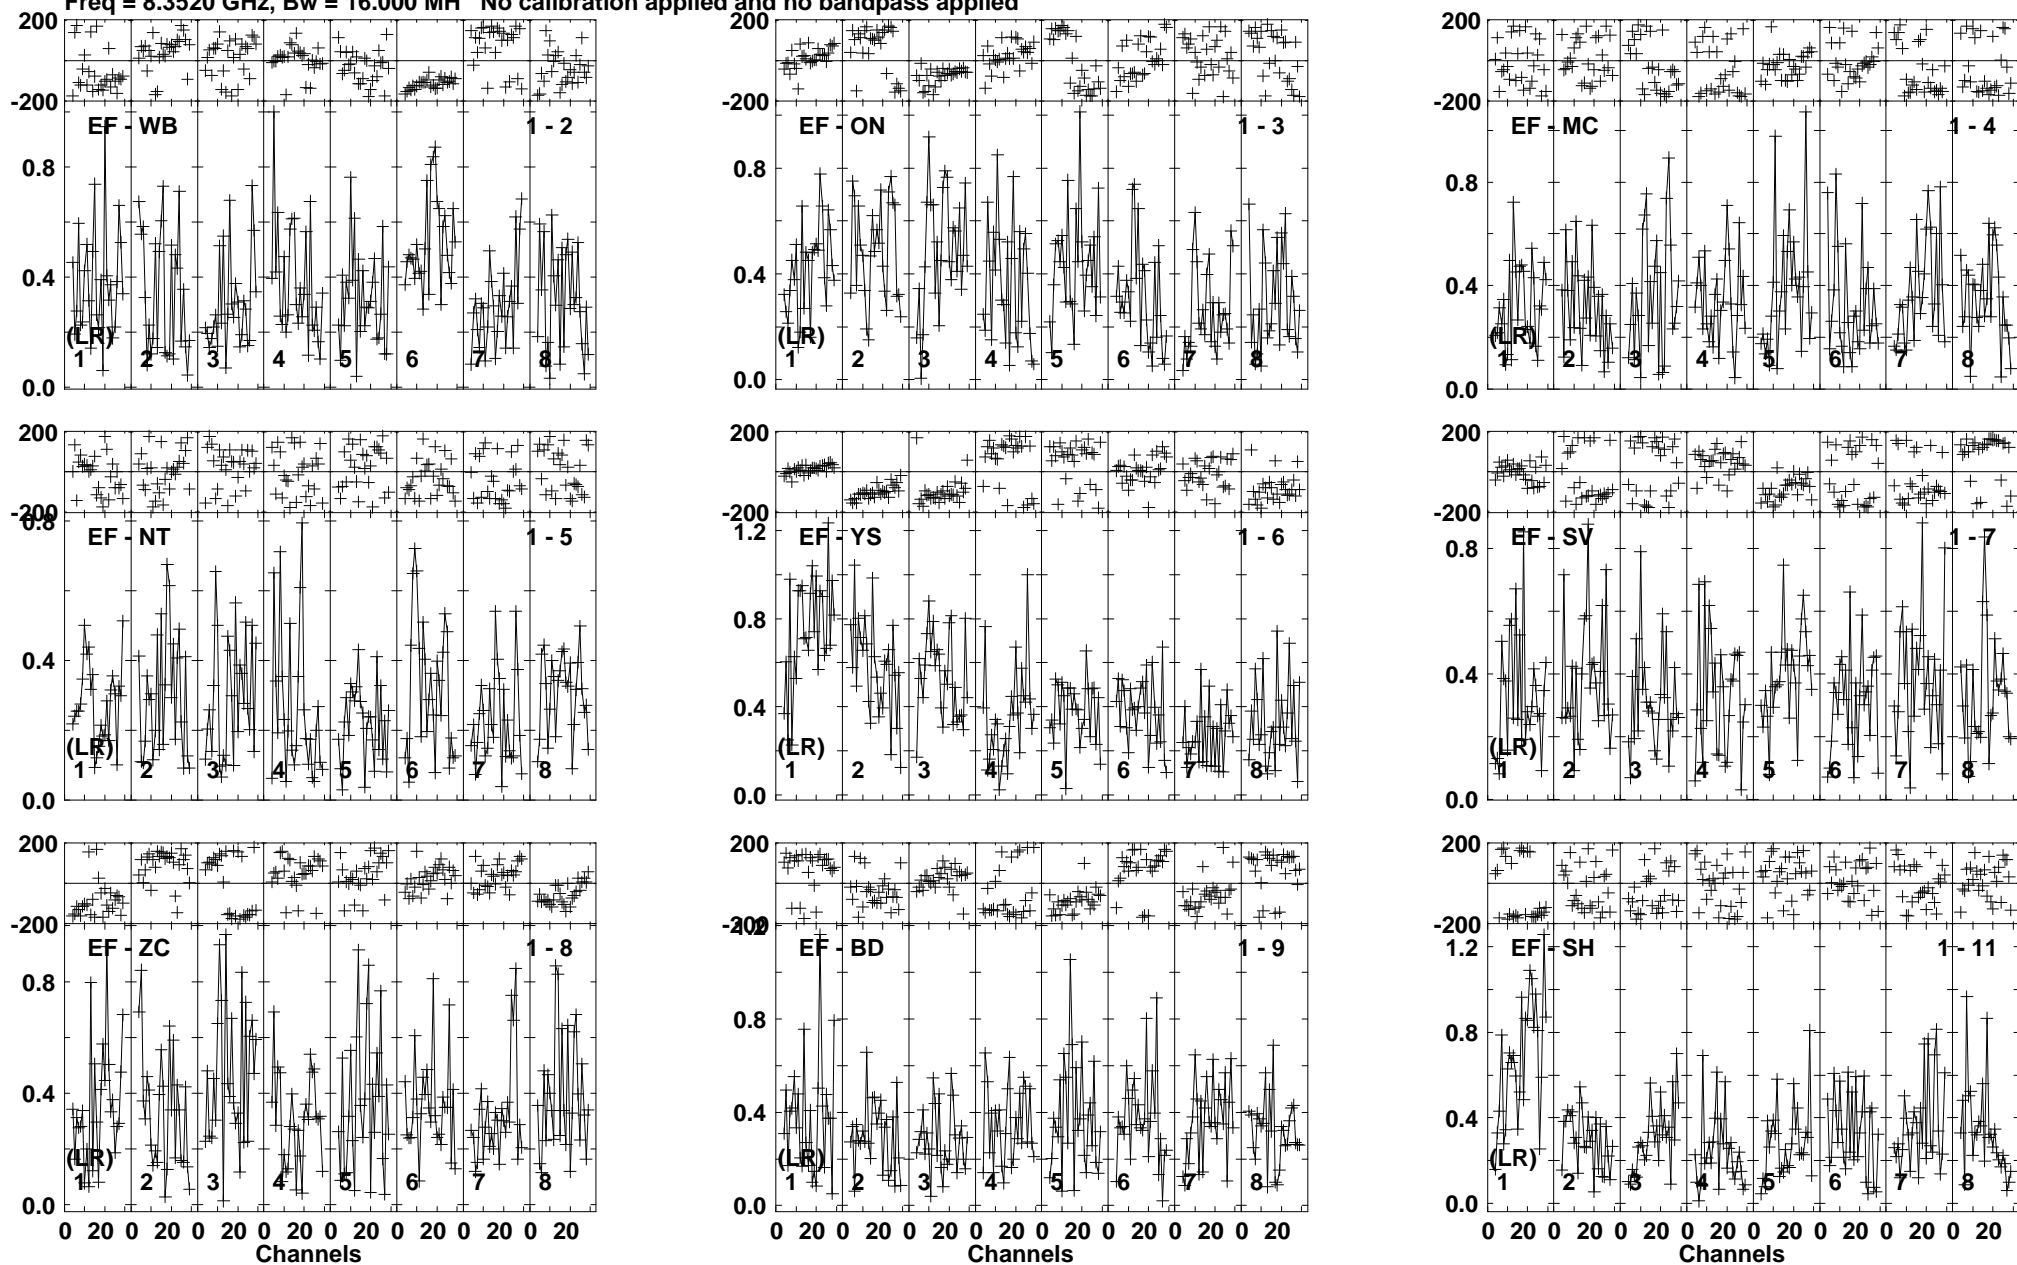 Freq = 8.3520 GHz, Bw = 16.000 MH No calibration applied and no bandpass applied
200 200 200
-200 -200 -200
EF - WB 1 - 2 EF - ON 1 - 3 EF - MC 1 - 4
0.8 0.8 0.8
0.4 0.4 0.4
(LR) (LR) (LR)
1 2 3 4 5 6 7 8 1 2 3 4 5 6 7 8 1 2 3 4 5 6 7 8
0.0 0.0 0.0
200 200 200
-200 -200 -200
0.8 1.2
EF - NT 1 - 5 EF - YS 1 - 6 EF - SV 1 - 7
0.8 0.8
0.4 0.4 0.4
(LR) (LR) (LR)
1 2 3 4 5 6 7 8 1 2 3 4 5 6 7 8 1 2 3 4 5 6 7 8
0.0 0.0 0.0
200 200 200
-200 -200 -200
1.2
EF - ZC 1 - 8 EF - BD 1 - 9 EF - SH 1 - 11
1.2
0.8 0.8 0.8
0.4 0.4 0.4
(LR) (LR) (LR)
1 2 3 4 5 6 7 8 1 2 3 4 5 6 7 8 1 2 3 4 5 6 7 8
0.0 0.0 0.0
0 20 0 20 0 20 0 20 0 20 0 20 0 20 0 20 0 20 0 20 0 20 0 20 0 20 0 20 0 20 0 20 0 20 0 20 0 20 0 20 0 20 0 20 0 20 0 20
Channels Channels Channels